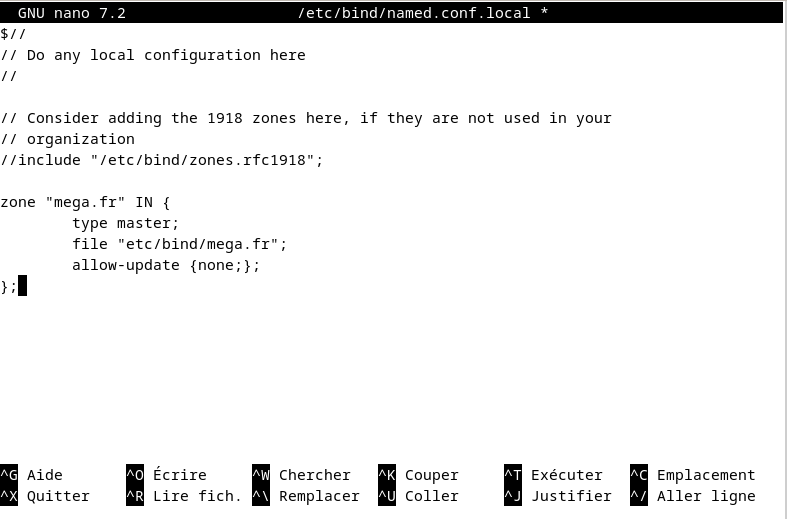 GNU nano 7.2 /etc/bind/named.conf.local *
$//
// Do any local configuration here
//
// Consider adding the 1918 zones here, if they are not used in your
// organization
//include "/etc/bind/zones.rfc1918";
zone "mega.fr" IN {
        type master;
        file "etc/bind/mega.fr";
        allow-update {none;};
};
^G Aide ^O Écrire ^W Chercher ^K Couper ^T Exécuter ^C Emplacement
^X Quitter ^R Lire fich. ^\ Remplacer ^U Coller ^J Justifier ^/ Aller ligne